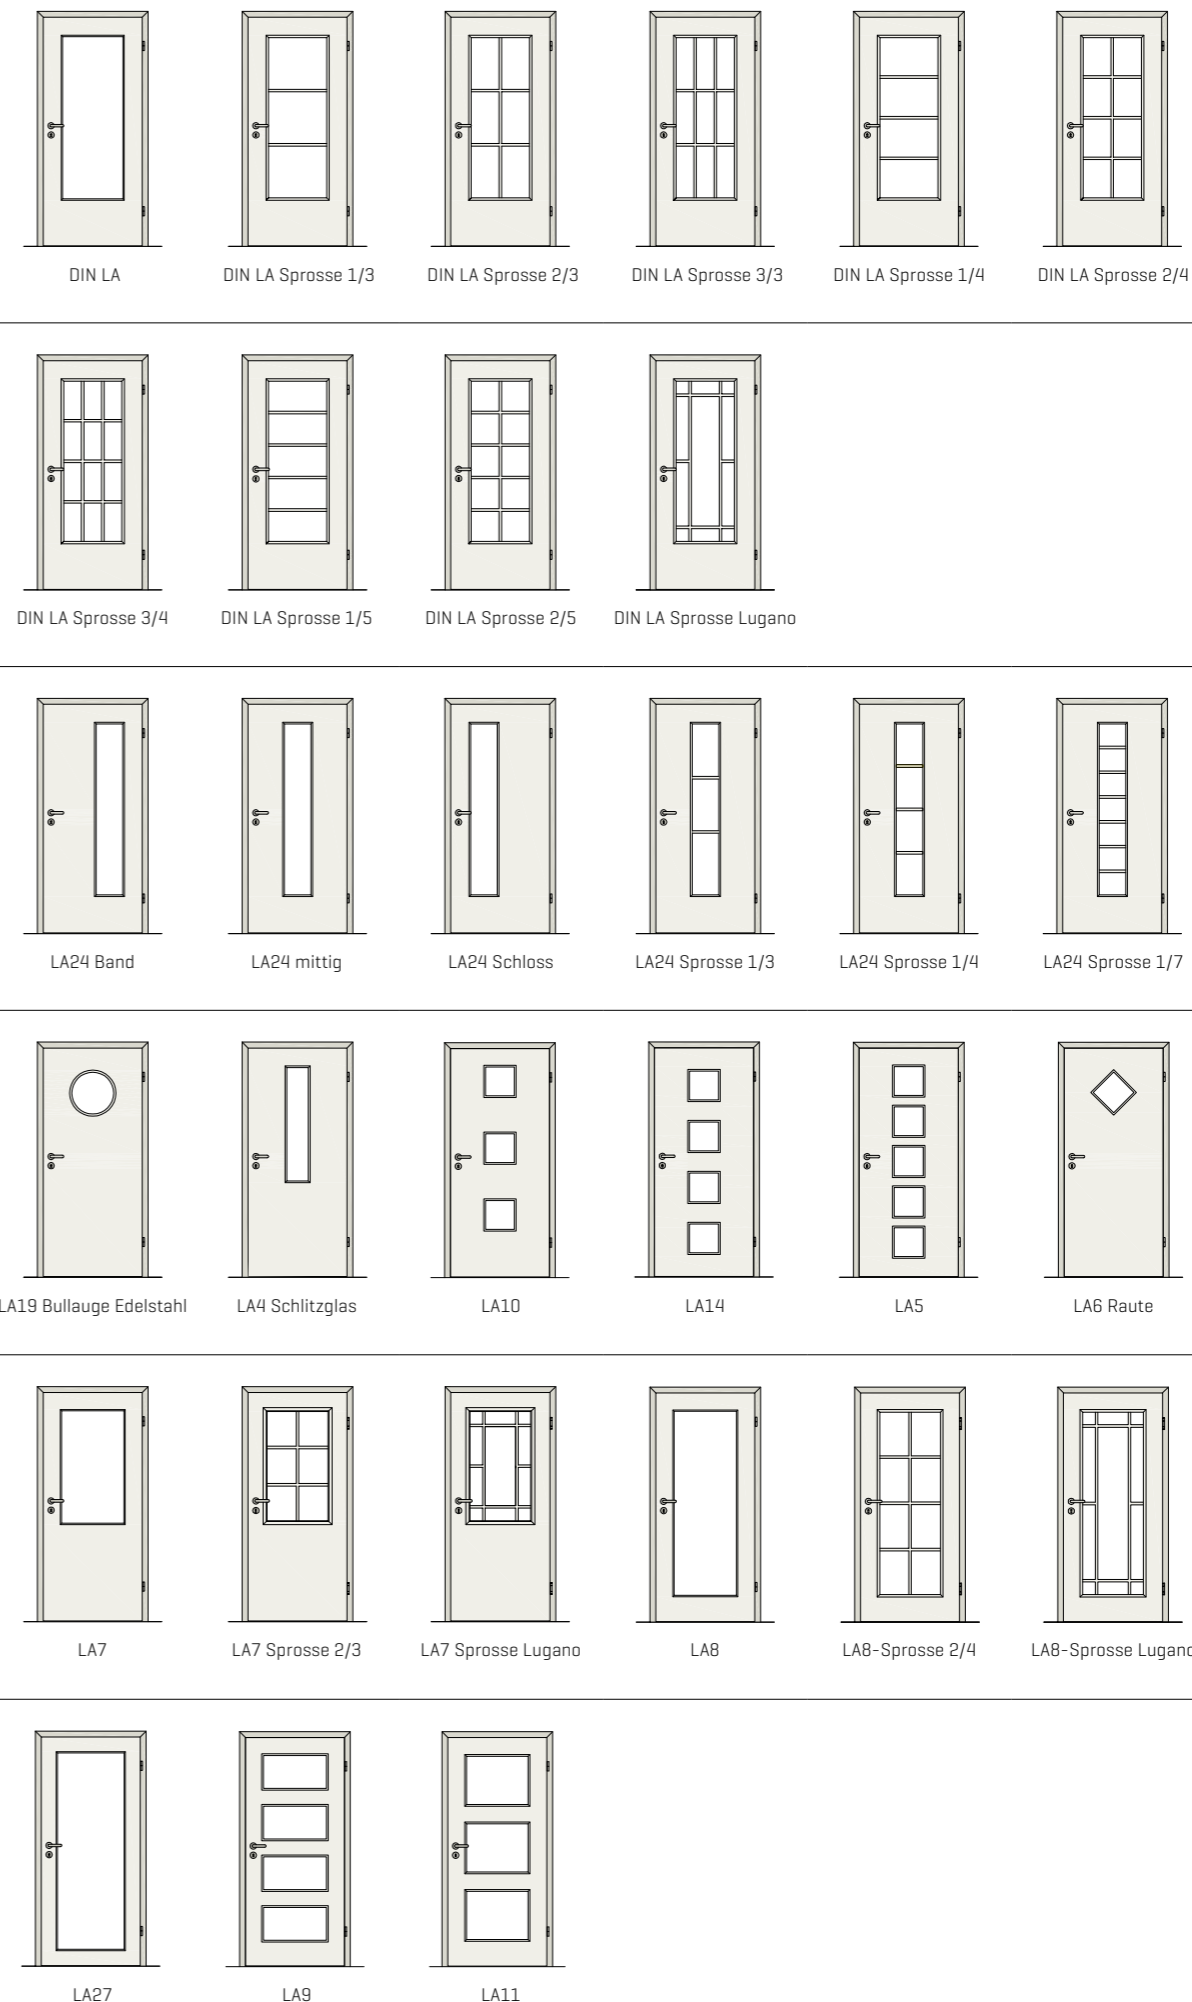 DIN LA
DIN LA Sprosse 1/3
DIN LA Sprosse 2/3
DIN LA Sprosse 3/3
DIN LA Sprosse 1/4
DIN LA Sprosse 2/4
DIN LA Sprosse 3/4
DIN LA Sprosse 1/5
DIN LA Sprosse 2/5
DIN LA Sprosse Lugano
LA24 Band
LA24 mittig
LA24 Schloss
LA24 Sprosse 1/3
LA24 Sprosse 1/4
LA24 Sprosse 1/7
LA19 Bullauge Edelstahl
LA4 Schlitzglas
LA10
LA14
LA5
LA6 Raute
LA7
LA7 Sprosse 2/3
LA7 Sprosse Lugano
LA8
LA8-Sprosse 2/4
LA8-Sprosse Lugano
LA27
LA9
LA11